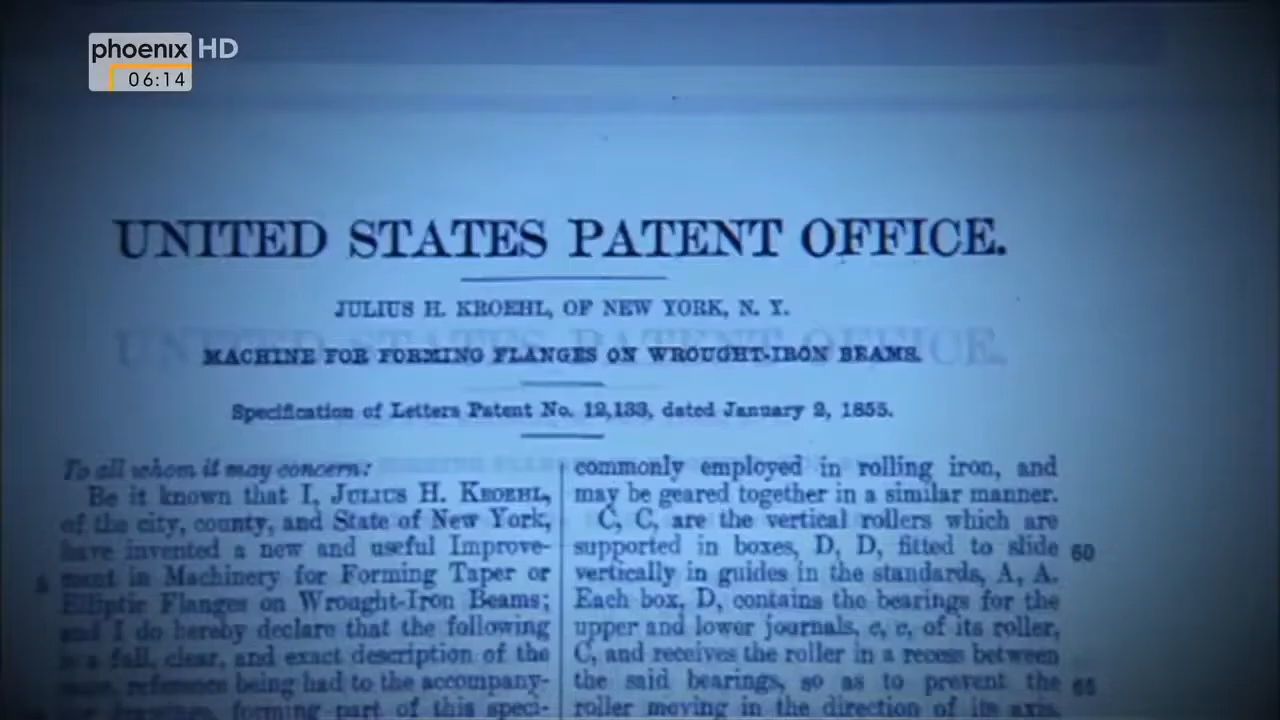 phoenix HD
06:14
UNITED STATES PATENT OFFICE.
JULIUS H. KROEHL, OF NEW YORK, N. Y.
MACHINE FOR FORMING FLANGES ON WROUGHT-IRON BEAMS.
Specification of Letters Patent No. 12,133, dated January 2, 1855.
To all whom it may concern:
Be it known that I, JULIUS H. KROEHL,
of the city, county, and State of New York,
have invented a new and useful Improve-
ment in Machinery for Forming Taper or
Elliptic Flanges on Wrought-Iron Beams;
and I do hereby declare that the following
is a full, clear, and exact description of the
same, reference being had to the accompany-
forming part of this speci-
commonly employed in rolling iron, and
may be geared together in a similar manner.
C, C, are the vertical rollers which are
supported in boxes, D, D, fitted to slide 60
vertically in guides in the standards, A, A.
Each box, D, contains the bearings for the
upper and lower journals, c, c, of its roller,
C, and receives the roller in a recess between
the said bearings, so as to prevent the 65
roller moving in the direction of its axis.